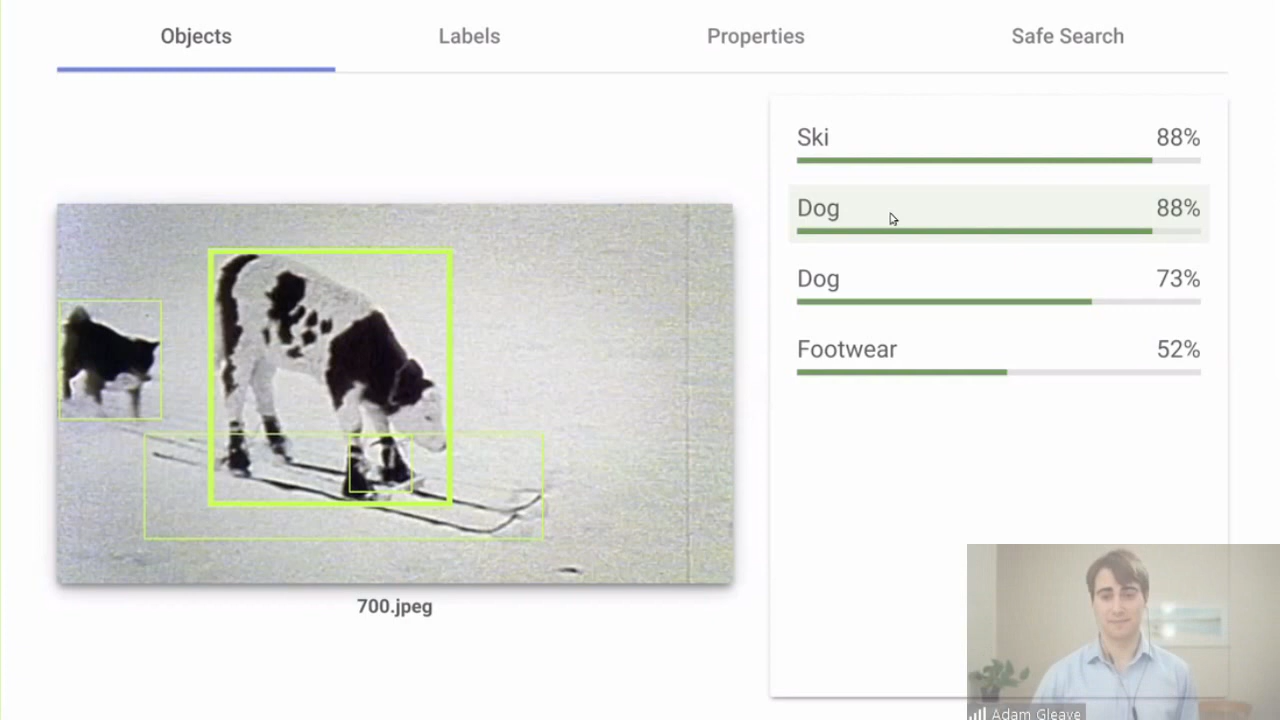 Objects Labels Properties Safe Search
Ski 88%
Dog 88%
Dog 73%
Footwear 52%
700.jpeg
Adam Gleave